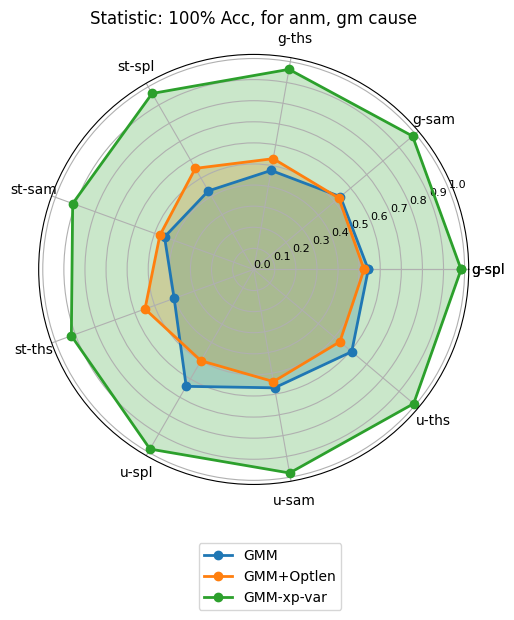 Statistic: 100% Acc, for anm, gm cause
g-ths
st-spl
g-sam
st-sam
1.0
0.9
0.8
0.7
0.6
0.5
0.4
0.3
0.2
0.1
0.0
g-spl
st-ths
u-ths
u-spl
u-sam
GMM
GMM+Optlen
GMM-xp-var